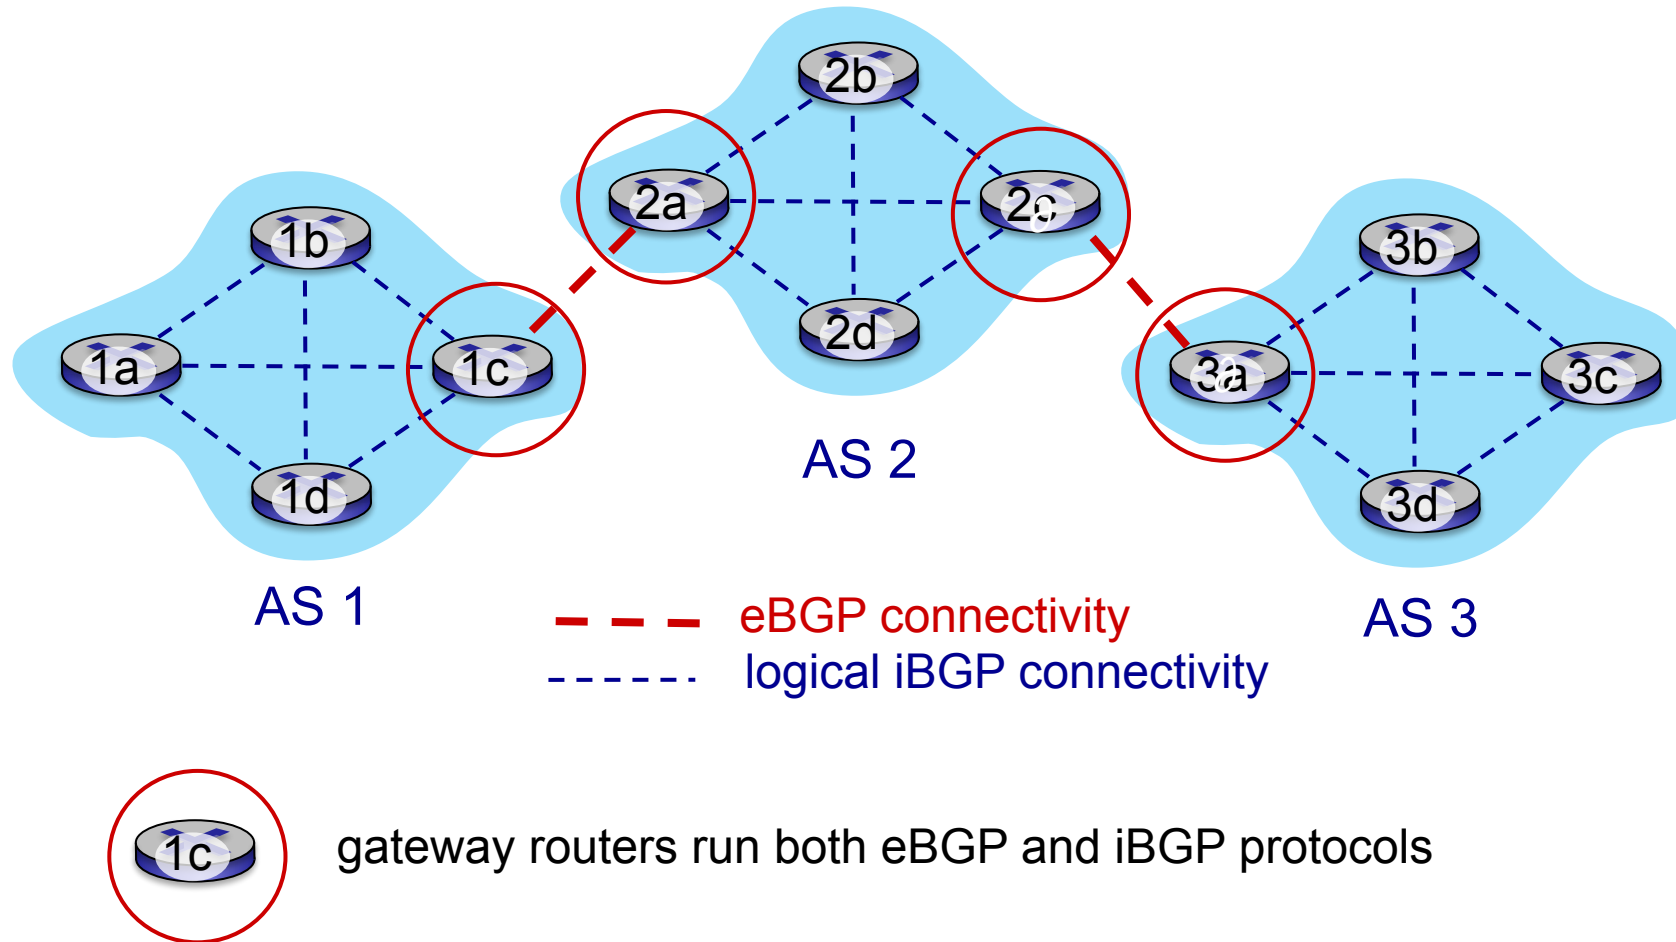 2b
2a
2c
1b
3b
2d
1a
1c
3a
3c
AS 2
1d
3d
AS 1
eBGP connectivity
AS 3
logical iBGP connectivity
1c
gateway routers run both eBGP and iBGP protocols